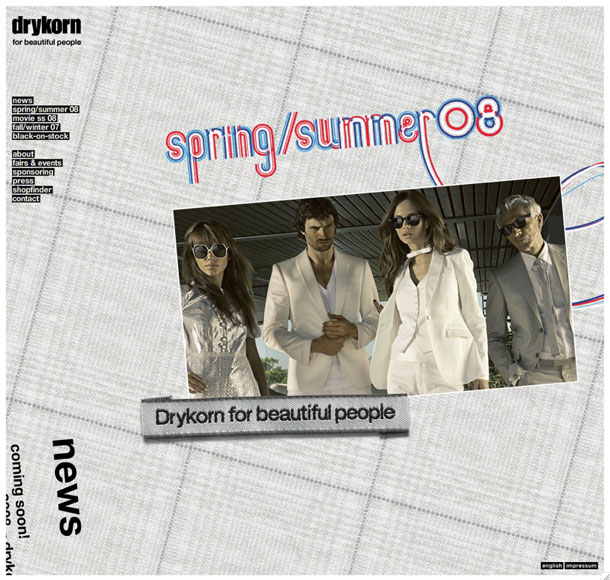 drykorn
for beautiful people
news
spring/summer 08
movie ss 08
fall/winter 07
black-on-stock
about
fairs & events
sponsoring
press
shopfinder
contact
spring/summer 08
Drykorn for beautiful people
news
coming soon!
english impressum